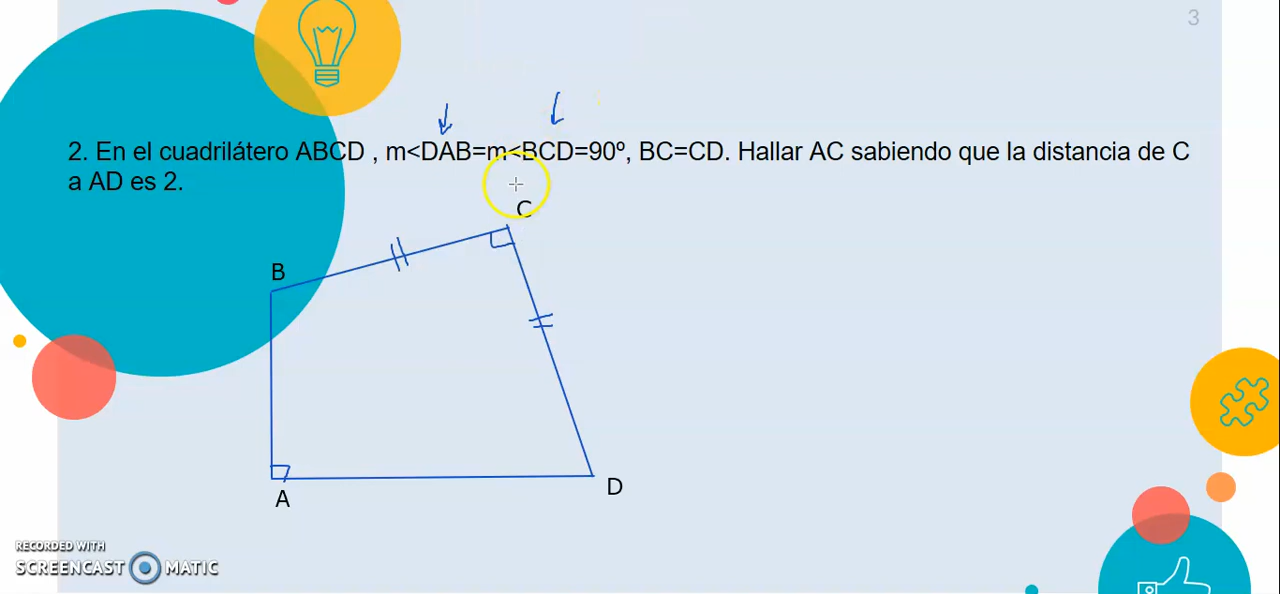 3
2. En el cuadrilátero ABCD , m<DAB=m<BCD=90º, BC=CD. Hallar AC sabiendo que la distancia de C
a AD es 2.
C
B
A
D
RECORDED WITH
SCREENCAST MATIC